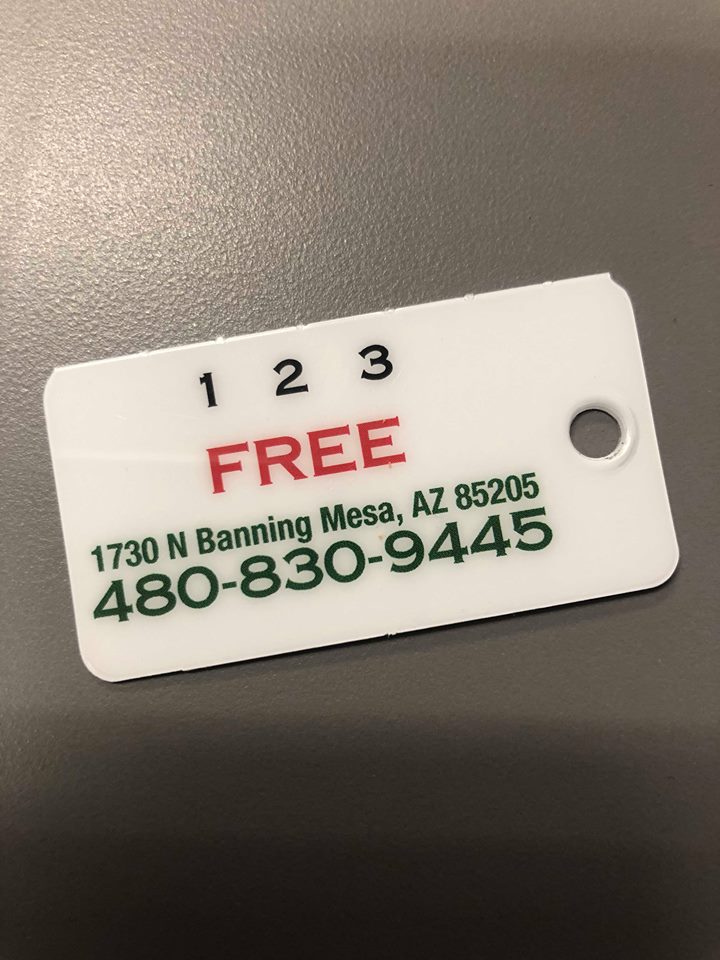 1 2 3
FREE
1730 N Banning Mesa, AZ 85205
480-830-9445